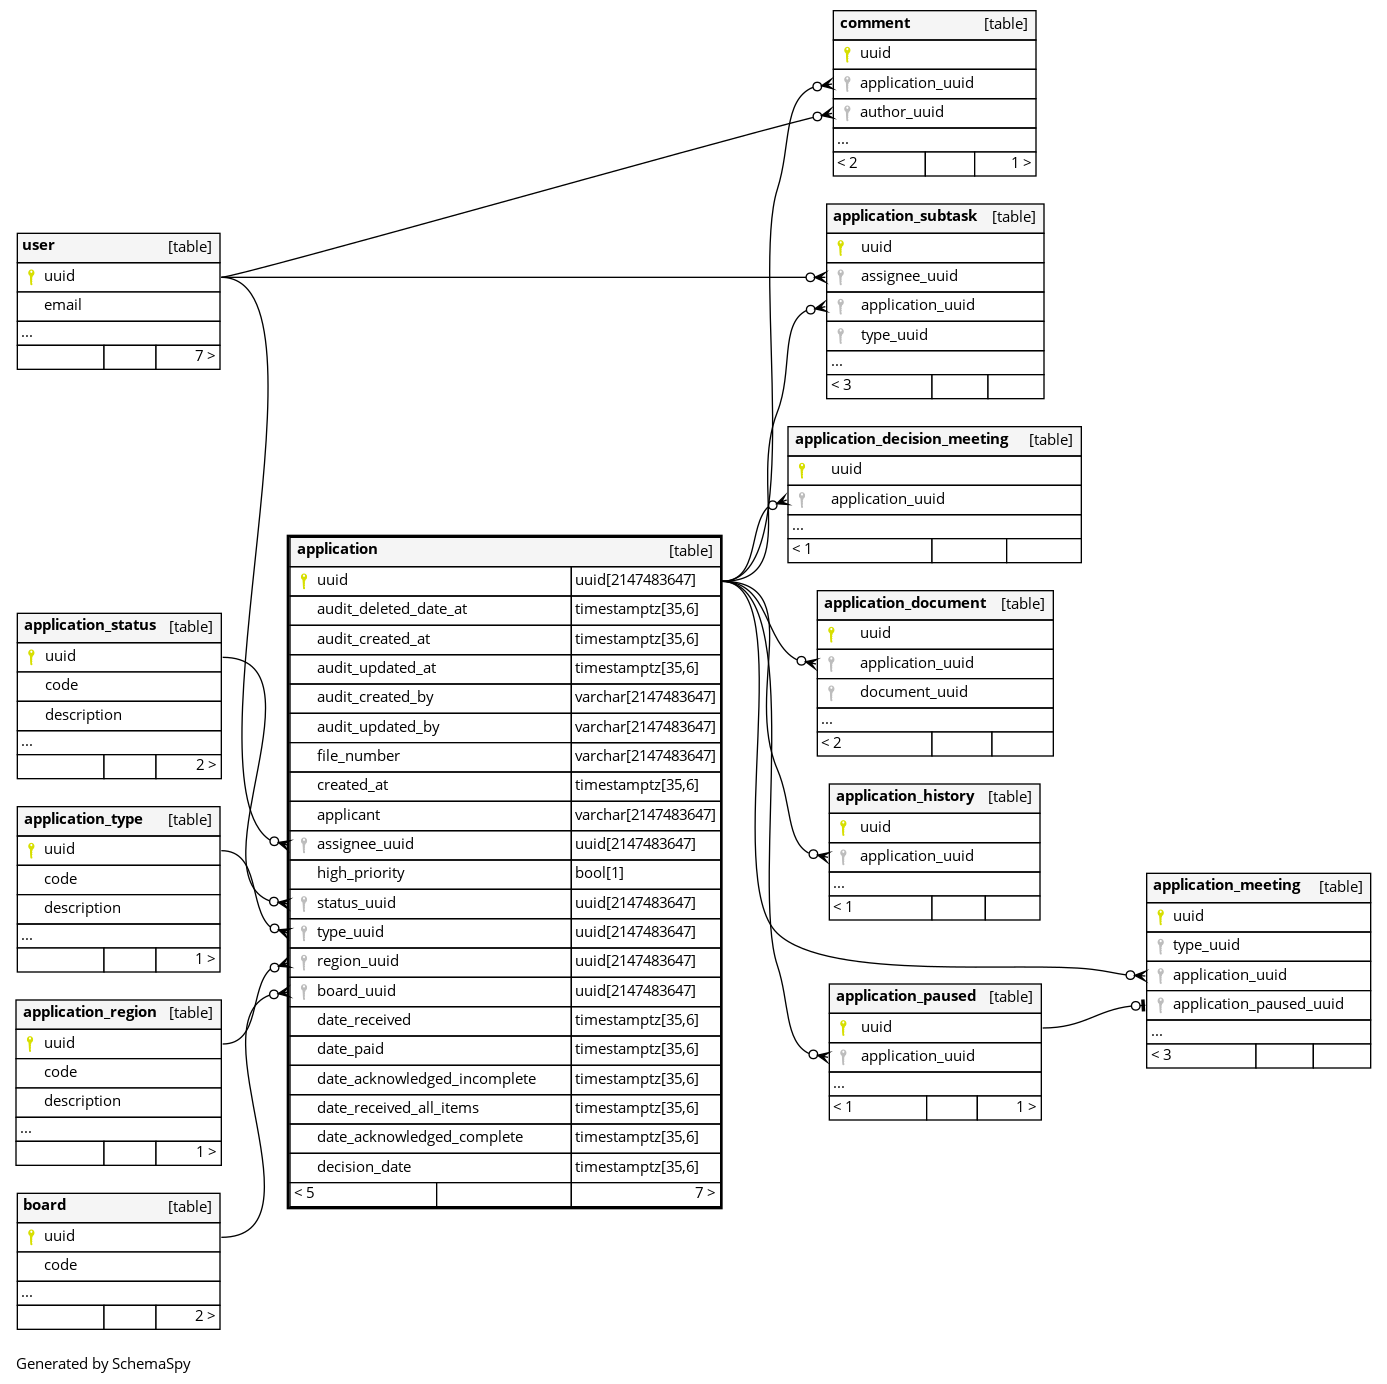 comment [table]
uuid
application_uuid
author_uuid
...
< 2 1 >
application_subtask [table]
uuid
assignee_uuid
application_uuid
type_uuid
...
< 3
user [table]
uuid
email
...
7 >
application_decision_meeting [table]
uuid
application_uuid
...
< 1
application [table]
uuid uuid[2147483647]
audit_deleted_date_at timestamptz[35,6]
audit_created_at timestamptz[35,6]
audit_updated_at timestamptz[35,6]
audit_created_by varchar[2147483647]
audit_updated_by varchar[2147483647]
file_number varchar[2147483647]
created_at timestamptz[35,6]
applicant varchar[2147483647]
assignee_uuid uuid[2147483647]
high_priority bool[1]
status_uuid uuid[2147483647]
type_uuid uuid[2147483647]
region_uuid uuid[2147483647]
board_uuid uuid[2147483647]
date_received timestamptz[35,6]
date_paid timestamptz[35,6]
date_acknowledged_incomplete timestamptz[35,6]
date_received_all_items timestamptz[35,6]
date_acknowledged_complete timestamptz[35,6]
decision_date timestamptz[35,6]
< 5 7 >
application_document [table]
uuid
application_uuid
document_uuid
...
< 2
application_status [table]
uuid
code
description
...
2 >
application_history [table]
uuid
application_uuid
...
< 1
application_type [table]
uuid
code
description
...
1 >
application_meeting [table]
uuid
type_uuid
application_uuid
application_paused_uuid
...
< 3
application_paused [table]
uuid
application_uuid
...
< 1 1 >
application_region [table]
uuid
code
description
...
1 >
board [table]
uuid
code
...
2 >
Generated by SchemaSpy